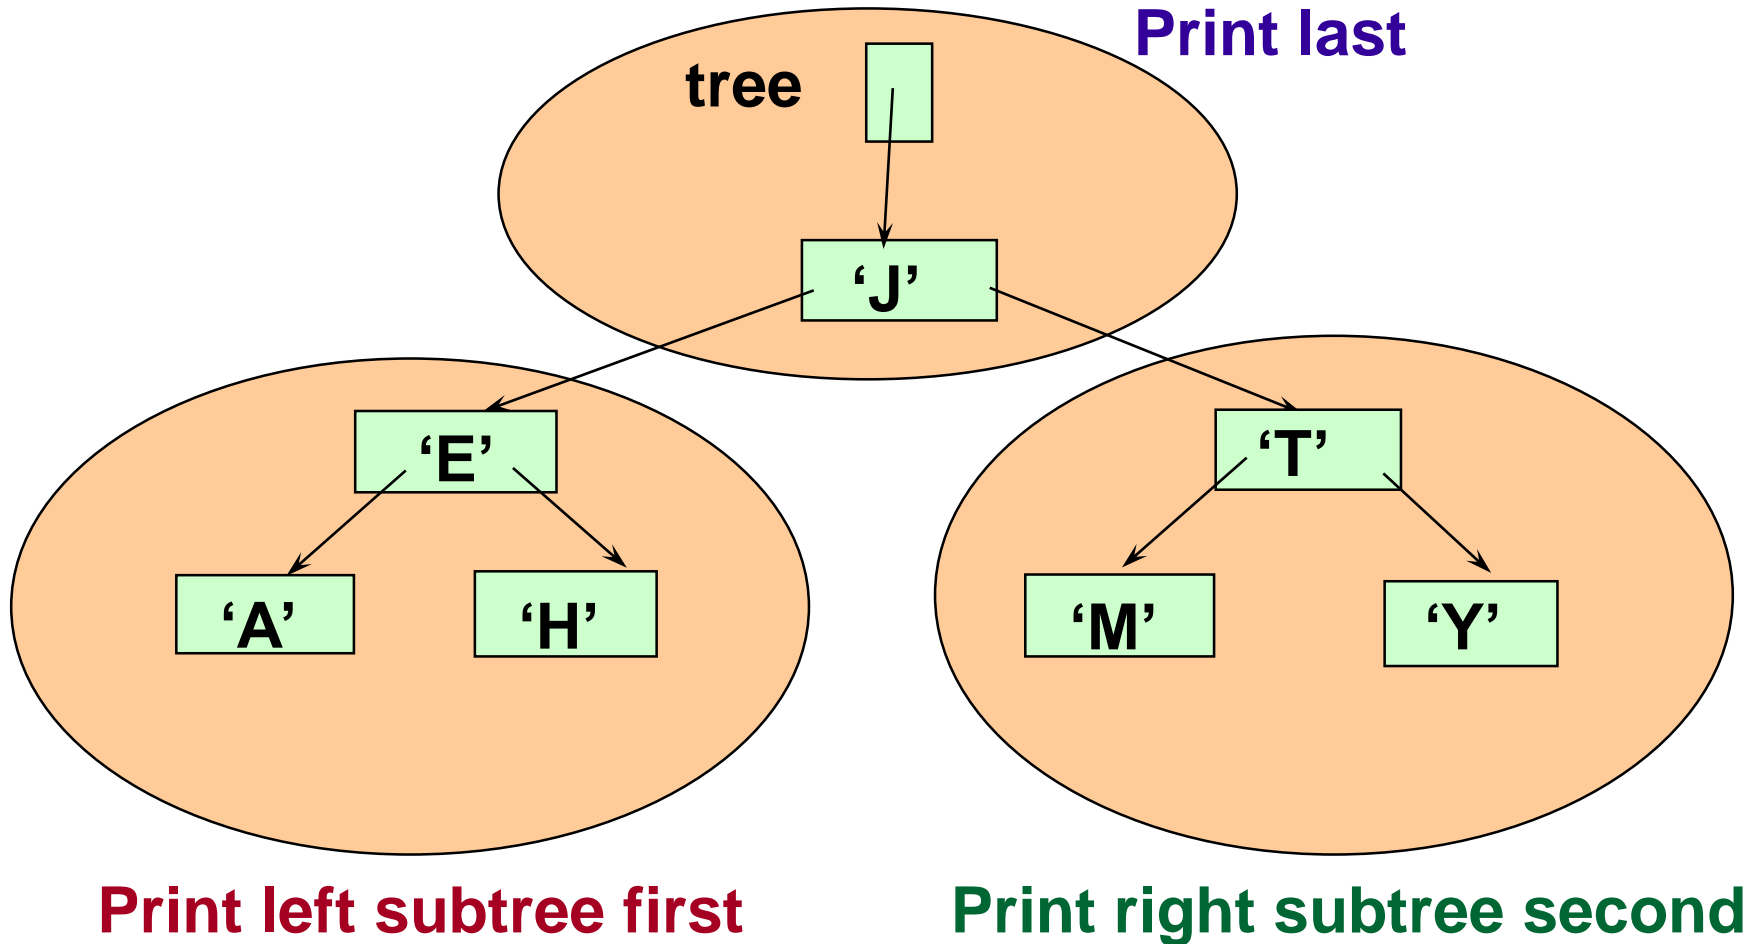 Print last
tree
‘J’
‘E’
‘T’
‘A’
‘H’
‘M’
‘Y’
Print left subtree first
Print right subtree second